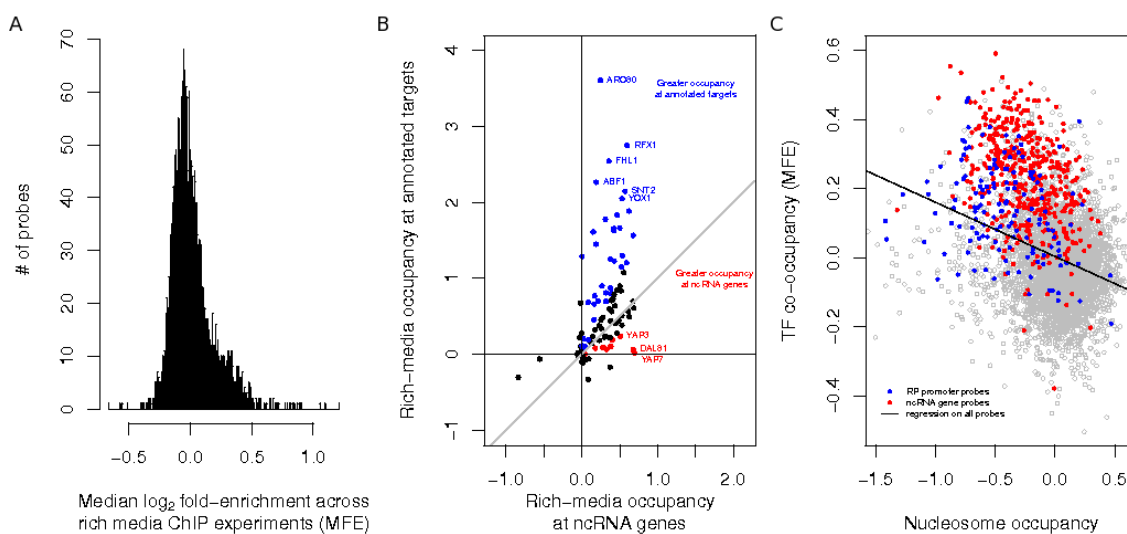 A
# of probes
70
60
50
40
30
20
10
0
−0.5
0.0
0.5
1.0
Median log2 fold−enrichment across
rich media ChIP experiments (MFE)
B
Rich−media occupancy at annotated targets
4
3
2
1
0
−1
ARO80
Greater occupancy
at annotated targets
RFX1
FHL1
ABF1
SNT2
YOX1
Greater occupancy
at ncRNA genes
YAP3
DAL81
YAP7
−1.0
0.0
1.0
2.0
Rich−media occupancy
at ncRNA genes
C
TF co−occupancy (MFE)
0.6
0.4
0.2
0.0
−0.2
−0.4
RP promoter probes
ncRNA gene probes
regression on all probes
−1.5
−1.0
−0.5
0.0
0.5
Nucleosome occupancy